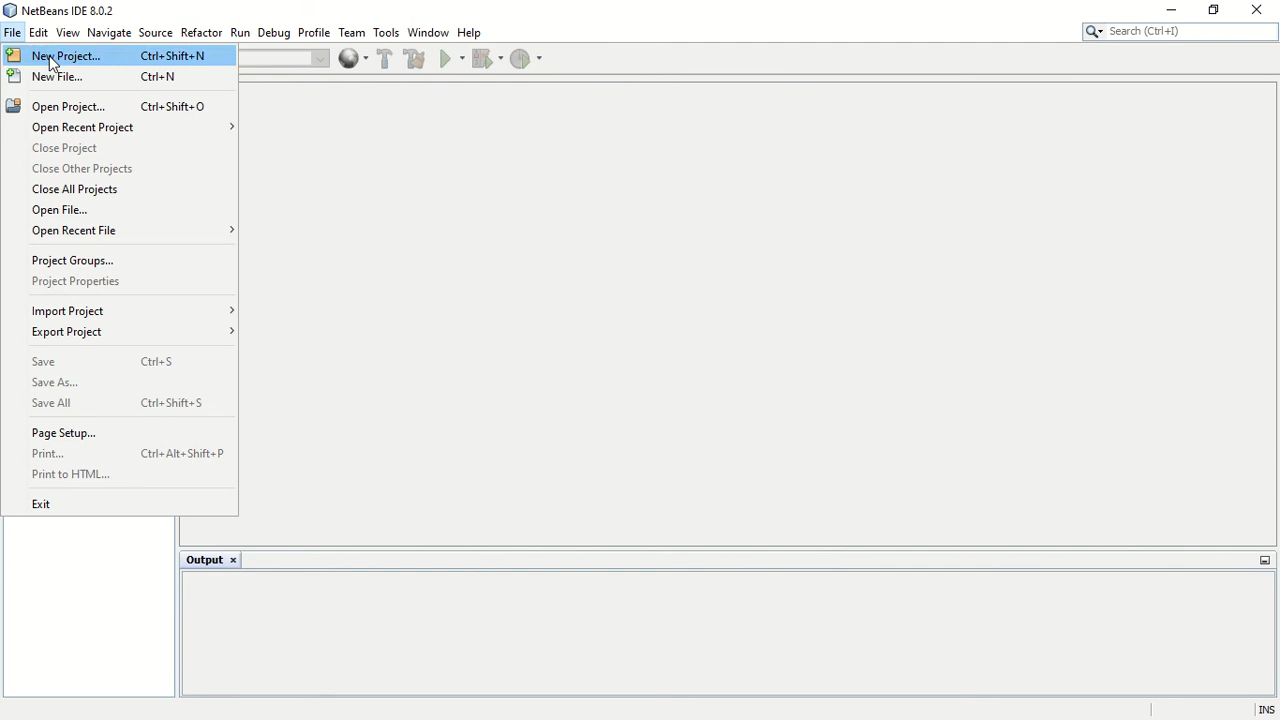 NetBeans IDE 8.0.2
File Edit View Navigate Source Refactor Run Debug Profile Team Tools Window Help
Search (Ctrl+I)
New Project... Ctrl+Shift+N
New File... Ctrl+N
Open Project... Ctrl+Shift+O
Open Recent Project
Close Project
Close Other Projects
Close All Projects
Open File...
Open Recent File
Project Groups...
Project Properties
Import Project
Export Project
Save Ctrl+S
Save As...
Save All Ctrl+Shift+S
Page Setup...
Print... Ctrl+Alt+Shift+P
Print to HTML...
Exit
Output
INS